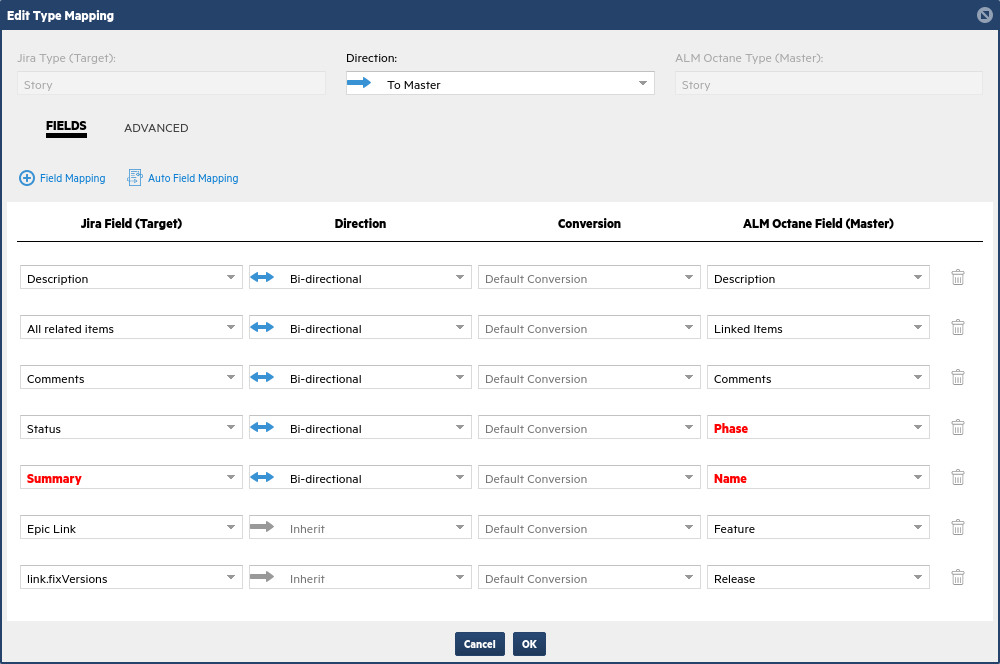 Edit Type Mapping
Jira Type (Target):
Direction:
ALM Octane Type (Master):
Story
To Master
Story
FIELDS
ADVANCED
Field Mapping
Auto Field Mapping
Jira Field (Target)
Direction
Conversion
ALM Octane Field (Master)
Description
Bi-directional
Default Conversion
Description
All related items
Bi-directional
Default Conversion
Linked Items
Comments
Bi-directional
Default Conversion
Comments
Status
Bi-directional
Default Conversion
Phase
Summary
Bi-directional
Default Conversion
Name
Epic Link
Inherit
Default Conversion
Feature
link.fixVersions
Inherit
Default Conversion
Release
Cancel
OK